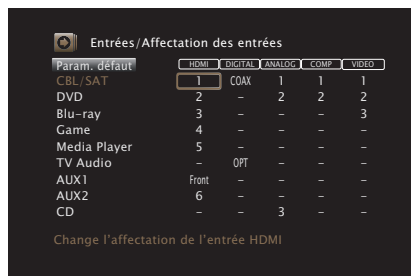 Entrées/Affectation des entrées
Param. défaut HDMI DIGITAL ANALOG COMP VIDEO
CBL/SAT 1 COAX 1 1 1
DVD 2 – 2 2 2
Blu-ray 3 – – – 3
Game 4 – – – –
Media Player 5 – – – –
TV Audio – OPT – – –
AUX1 Front – – – –
AUX2 6 – – – –
CD – – 3 – –
Change l'affectation de l'entrée HDMI